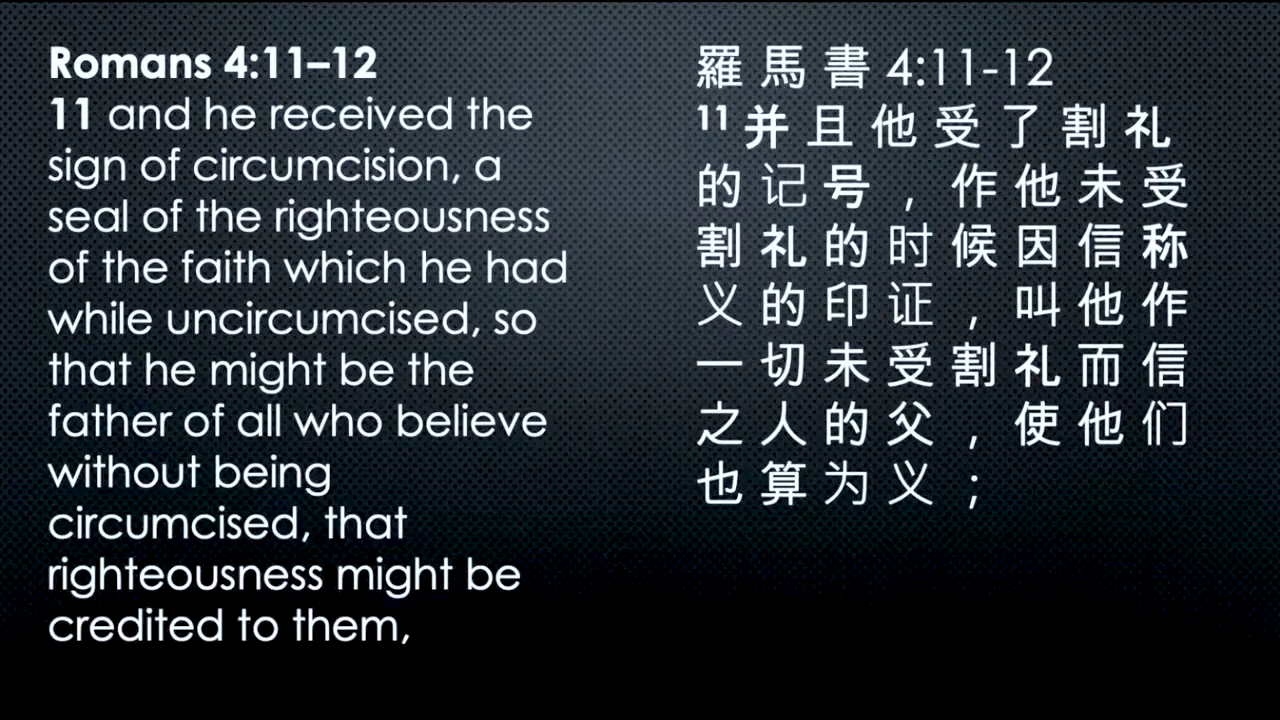 Romans 4:11–12
11 and he received the
sign of circumcision, a
seal of the righteousness
of the faith which he had
while uncircumcised, so
that he might be the
father of all who believe
without being
circumcised, that
righteousness might be
credited to them,
羅馬書 4:11-12
11并且他受了割礼
的记号，作他未受
割礼的时候因信称
义的印证，叫他作
一切未受割礼而信
之人的父，使他们
也算为义；